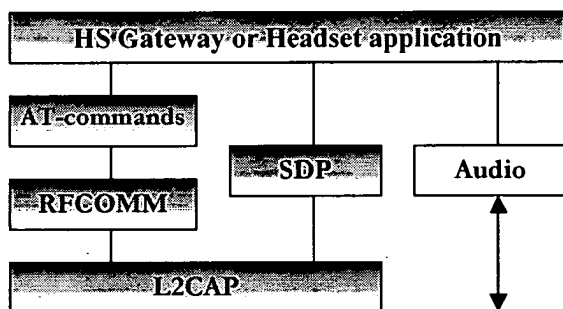 HS Gateway or Headset application
AT-commands
SDP
Audio
RFCOMM
L2CAP